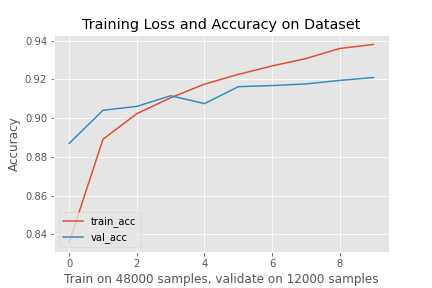 Training Loss and Accuracy on Dataset
0.94
0.92
0.90
0.88
0.86
0.84
Accuracy
train_acc
val_acc
0 2 4 6 8
Train on 48000 samples, validate on 12000 samples